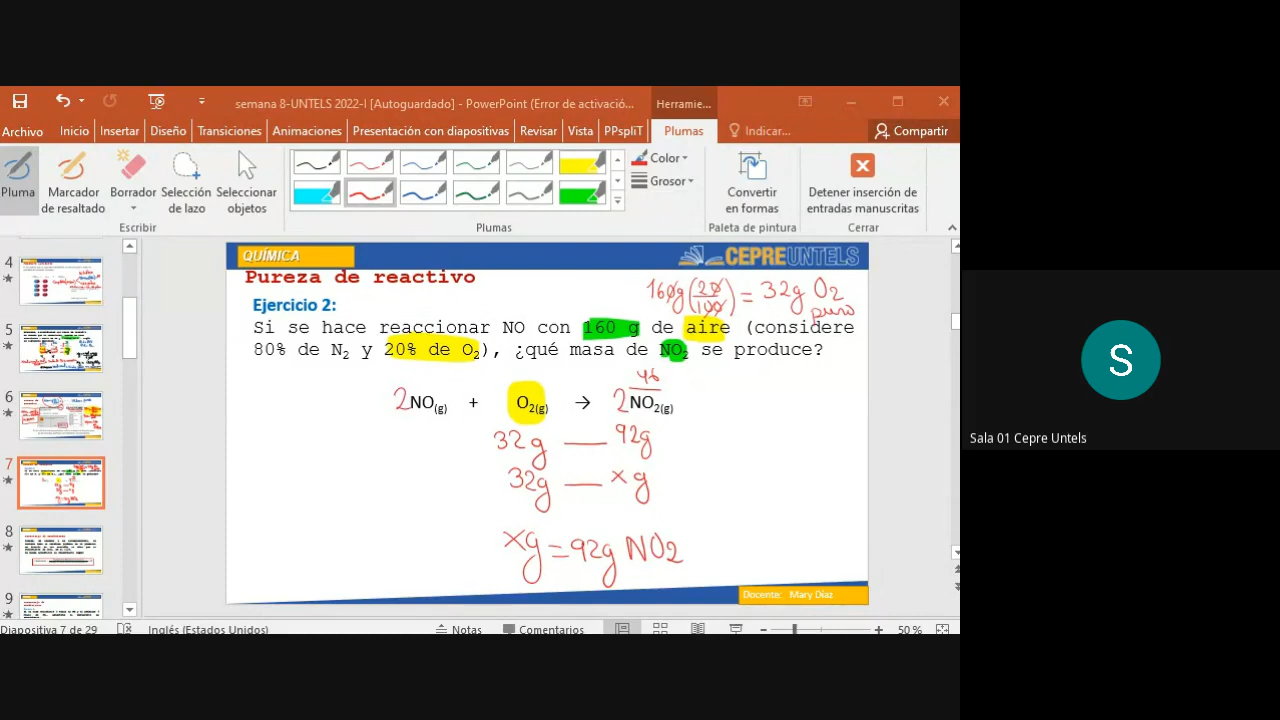 semana 8-UNTELS 2022-I [Autoguardado] - PowerPoint (Error de activació...
Herramie...
Archivo Inicio Insertar Diseño Transiciones Animaciones Presentación con diapositivas Revisar Vista PPspliT Plumas Indicar... Compartir
Pluma
Marcador de resaltado
Borrador
Selección de lazo
Seleccionar objetos
Color
Grosor
Convertir en formas
Detener inserción de entradas manuscritas
Escribir Plumas Paleta de pintura Cerrar
4
5
6
7
8
9
QUÍMICA
CEPREUNTELS
Pureza de reactivo
160g (20/100) = 32g O2
puro
Ejercicio 2:
Si se hace reaccionar NO con 160 g de aire (considere
80% de N2 y 20% de O2), ¿qué masa de NO2 se produce?
46
2NO(g) + O2(g) → 2NO2(g)
32g — 92g
32g — xg
xg = 92g NO2
Docente: Mary Díaz
Diapositiva 7 de 29 Inglés (Estados Unidos) Notas Comentarios 50 %
S
Sala 01 Cepre Untels